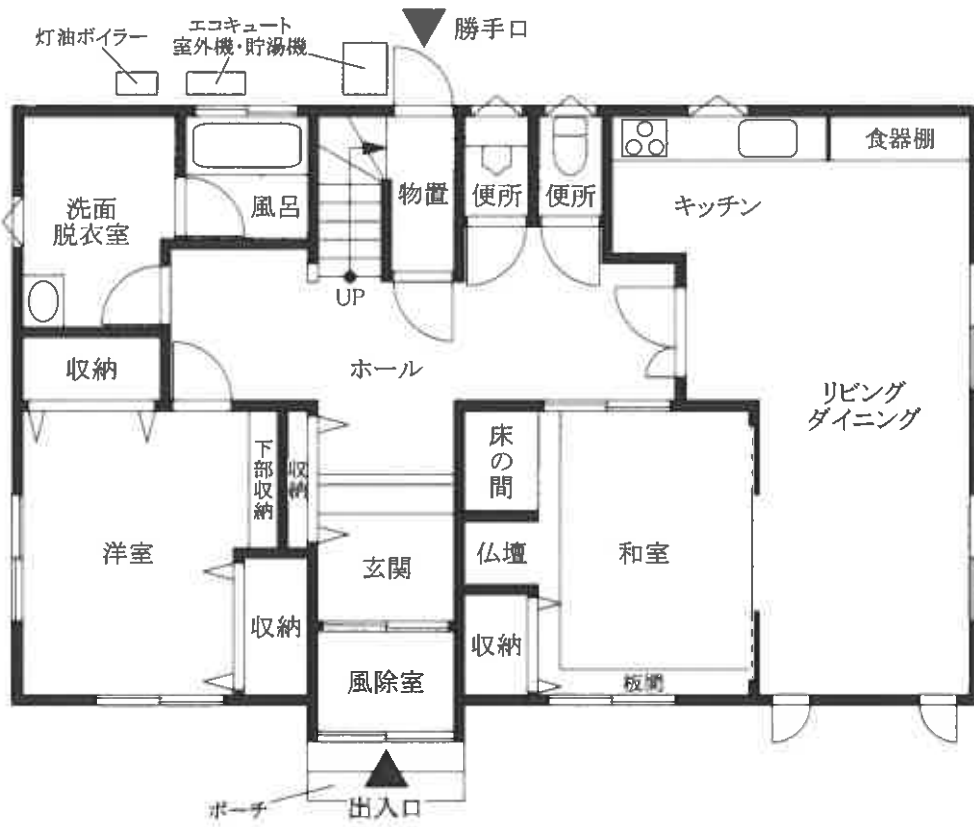 灯油ボイラー
エコキュート
室外機・貯湯機
勝手口
食器棚
洗面
脱衣室
風呂
物置
便所
便所
キッチン
UP
収納
ホール
リビング
ダイニング
下部収納
収納
床の間
洋室
玄関
仏壇
和室
収納
収納
風除室
板間
ポーチ
出入口